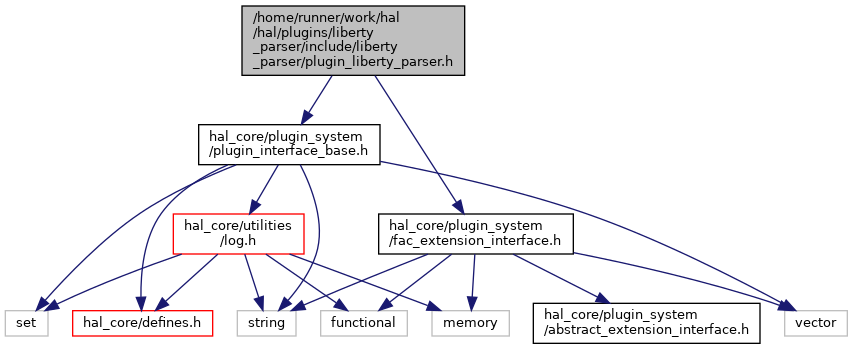 /home/runner/work/hal
/hal/plugins/liberty
_parser/include/liberty
_parser/plugin_liberty_parser.h
hal_core/plugin_system
/plugin_interface_base.h
hal_core/utilities
/log.h
hal_core/plugin_system
/fac_extension_interface.h
set
hal_core/defines.h
string
functional
memory
hal_core/plugin_system
/abstract_extension_interface.h
vector